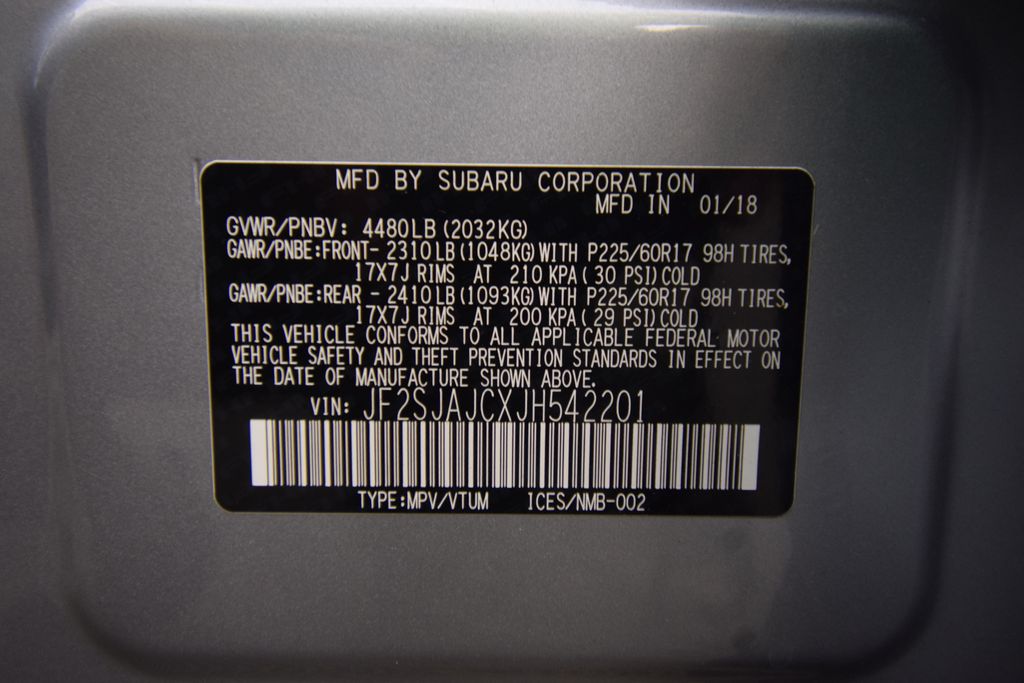 MFD BY SUBARU CORPORATION
MFD IN 01/18
GVWR/PNBV: 4480LB (2032KG)
GAWR/PNBE:FRONT- 2310LB (1048KG) WITH P225/60R17 98H TIRES,
17X7J RIMS AT 210 KPA ( 30 PSI) COLD
GAWR/PNBE:REAR - 2410LB (1093KG) WITH P225/60R17 98H TIRES,
17X7J RIMS AT 200 KPA ( 29 PSI) COLD
THIS VEHICLE CONFORMS TO ALL APPLICABLE FEDERAL MOTOR
VEHICLE SAFETY AND THEFT PREVENTION STANDARDS IN EFFECT ON
THE DATE OF MANUFACTURE SHOWN ABOVE.
VIN: JF2SJAJCXJH542201
TYPE:MPV/VTUM ICES/NMB-002